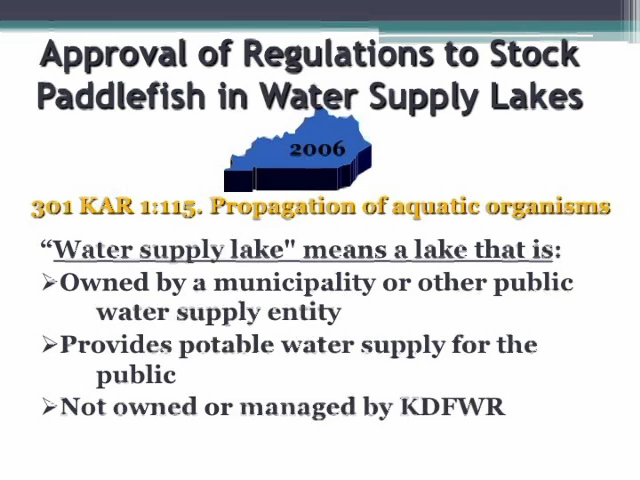 Approval of Regulations to Stock
Paddlefish in Water Supply Lakes
2006
301 KAR 1:115. Propagation of aquatic organisms
“Water supply lake" means a lake that is:
➢Owned by a municipality or other public
water supply entity
➢Provides potable water supply for the
public
➢Not owned or managed by KDFWR